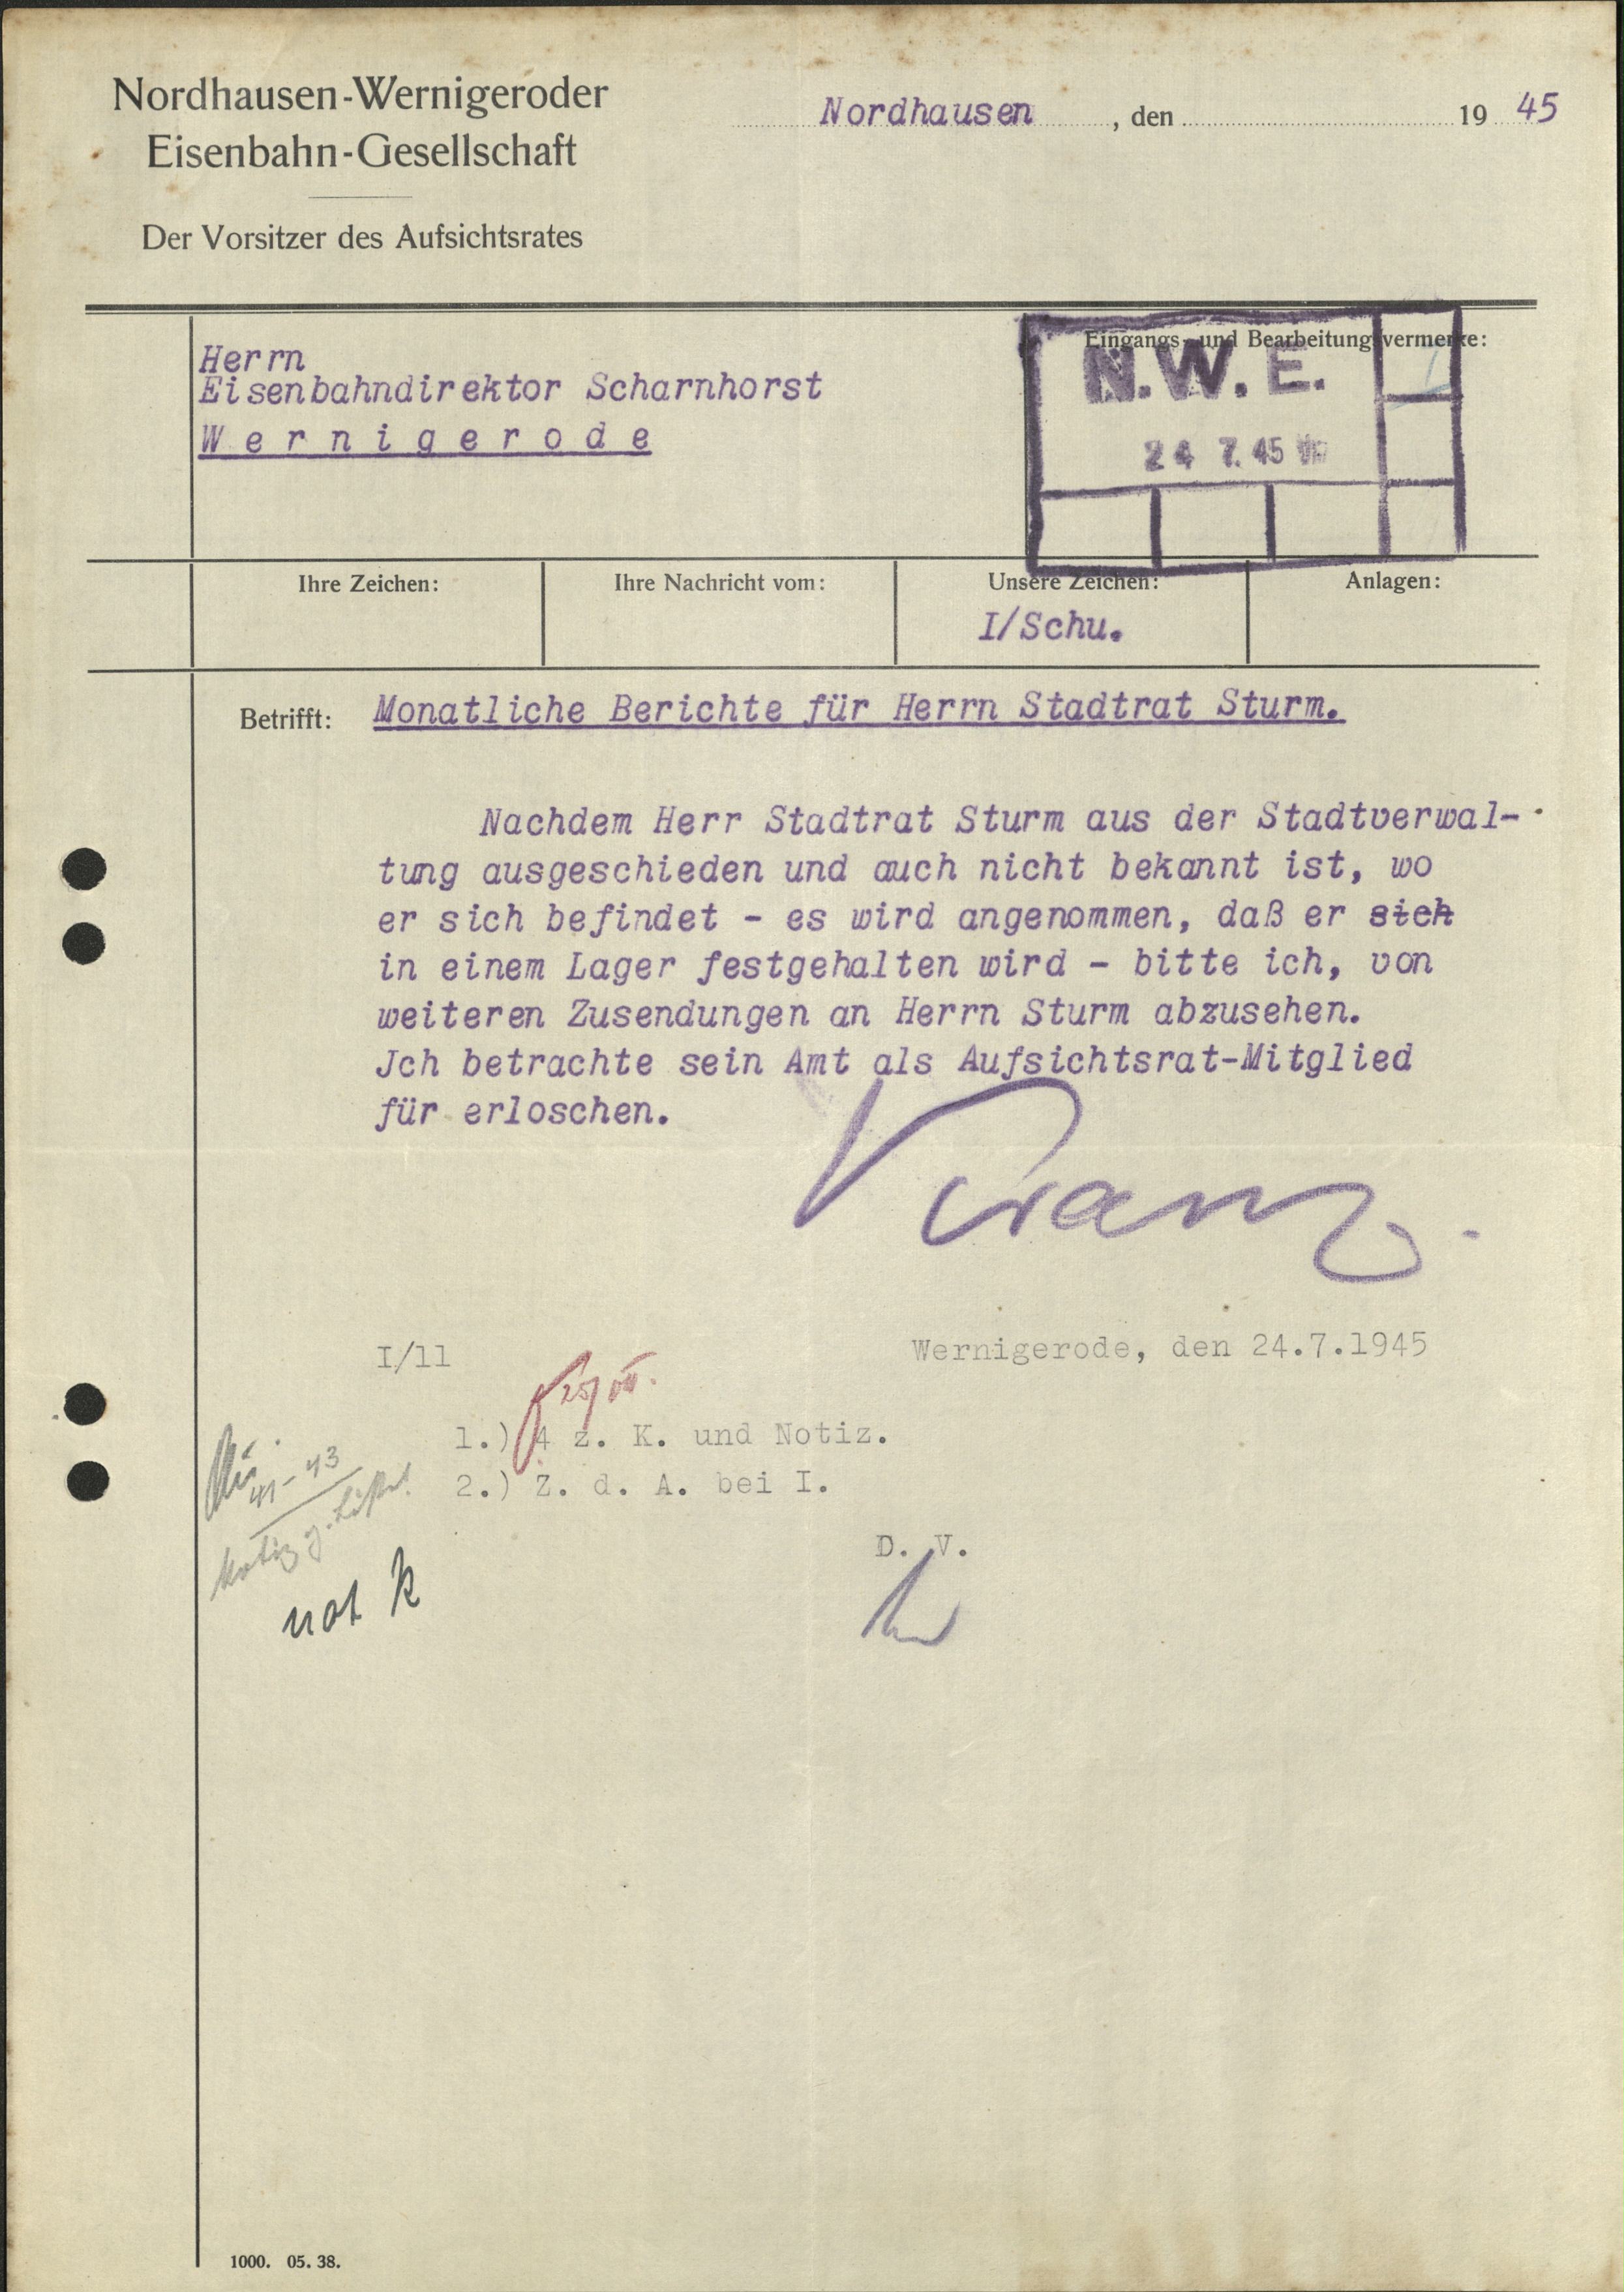 Nordhausen-Wernigeroder
Eisenbahn-Gesellschaft
Der Vorsitzer des Aufsichtsrates
Nordhausen, den 1945
Herrn
Eisenbahndirektor Scharnhorst
Wernigerode
Eingangs- und Bearbeitungsvermerke:
N.W.E.
24 7. 45
Ihre Zeichen:
Ihre Nachricht vom:
Unsere Zeichen:
Anlagen:
I/Schu.
Betrifft: Monatliche Berichte für Herrn Stadtrat Sturm.
Nachdem Herr Stadtrat Sturm aus der Stadtverwal-
tung ausgeschieden und auch nicht bekannt ist, wo
er sich befindet - es wird angenommen, daß er sich
in einem Lager festgehalten wird - bitte ich, von
weiteren Zusendungen an Herrn Sturm abzusehen.
Jch betrachte sein Amt als Aufsichtsrat-Mitglied
für erloschen.
I/11
Wernigerode, den 24.7.1945
1.) 4 z. K. und Notiz.
2.) Z. d. A. bei I.
41-43
not K
D. V.
1000. 05. 38.